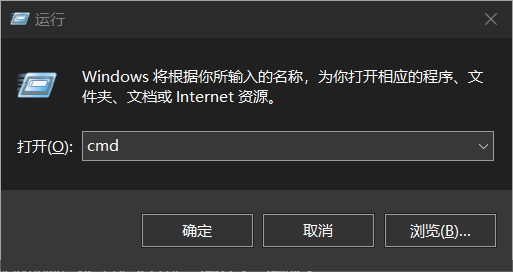 运行
Windows 将根据你所输入的名称，为你打开相应的程序、文
件夹、文档或 Internet 资源。
打开(O): cmd
确定 取消 浏览(B)...